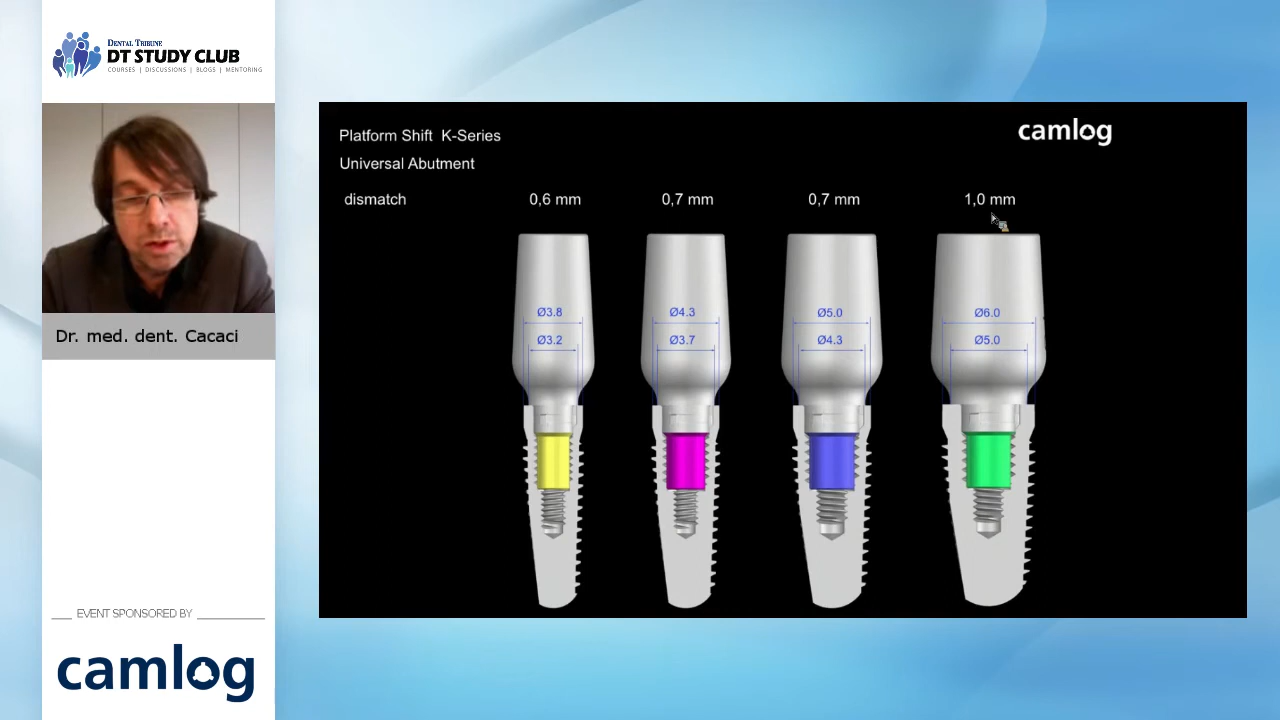 DENTAL TRIBUNE
DT STUDY CLUB
COURSES | DISCUSSIONS | BLOGS | MENTORING
Dr. med. dent. Cacaci
EVENT SPONSORED BY
camlog
Platform Shift K-Series
camlog
Universal Abutment
dismatch 0,6 mm 0,7 mm 0,7 mm 1,0 mm
Ø3.8 Ø4.3 Ø5.0 Ø6.0
Ø3.2 Ø3.7 Ø4.3 Ø5.0